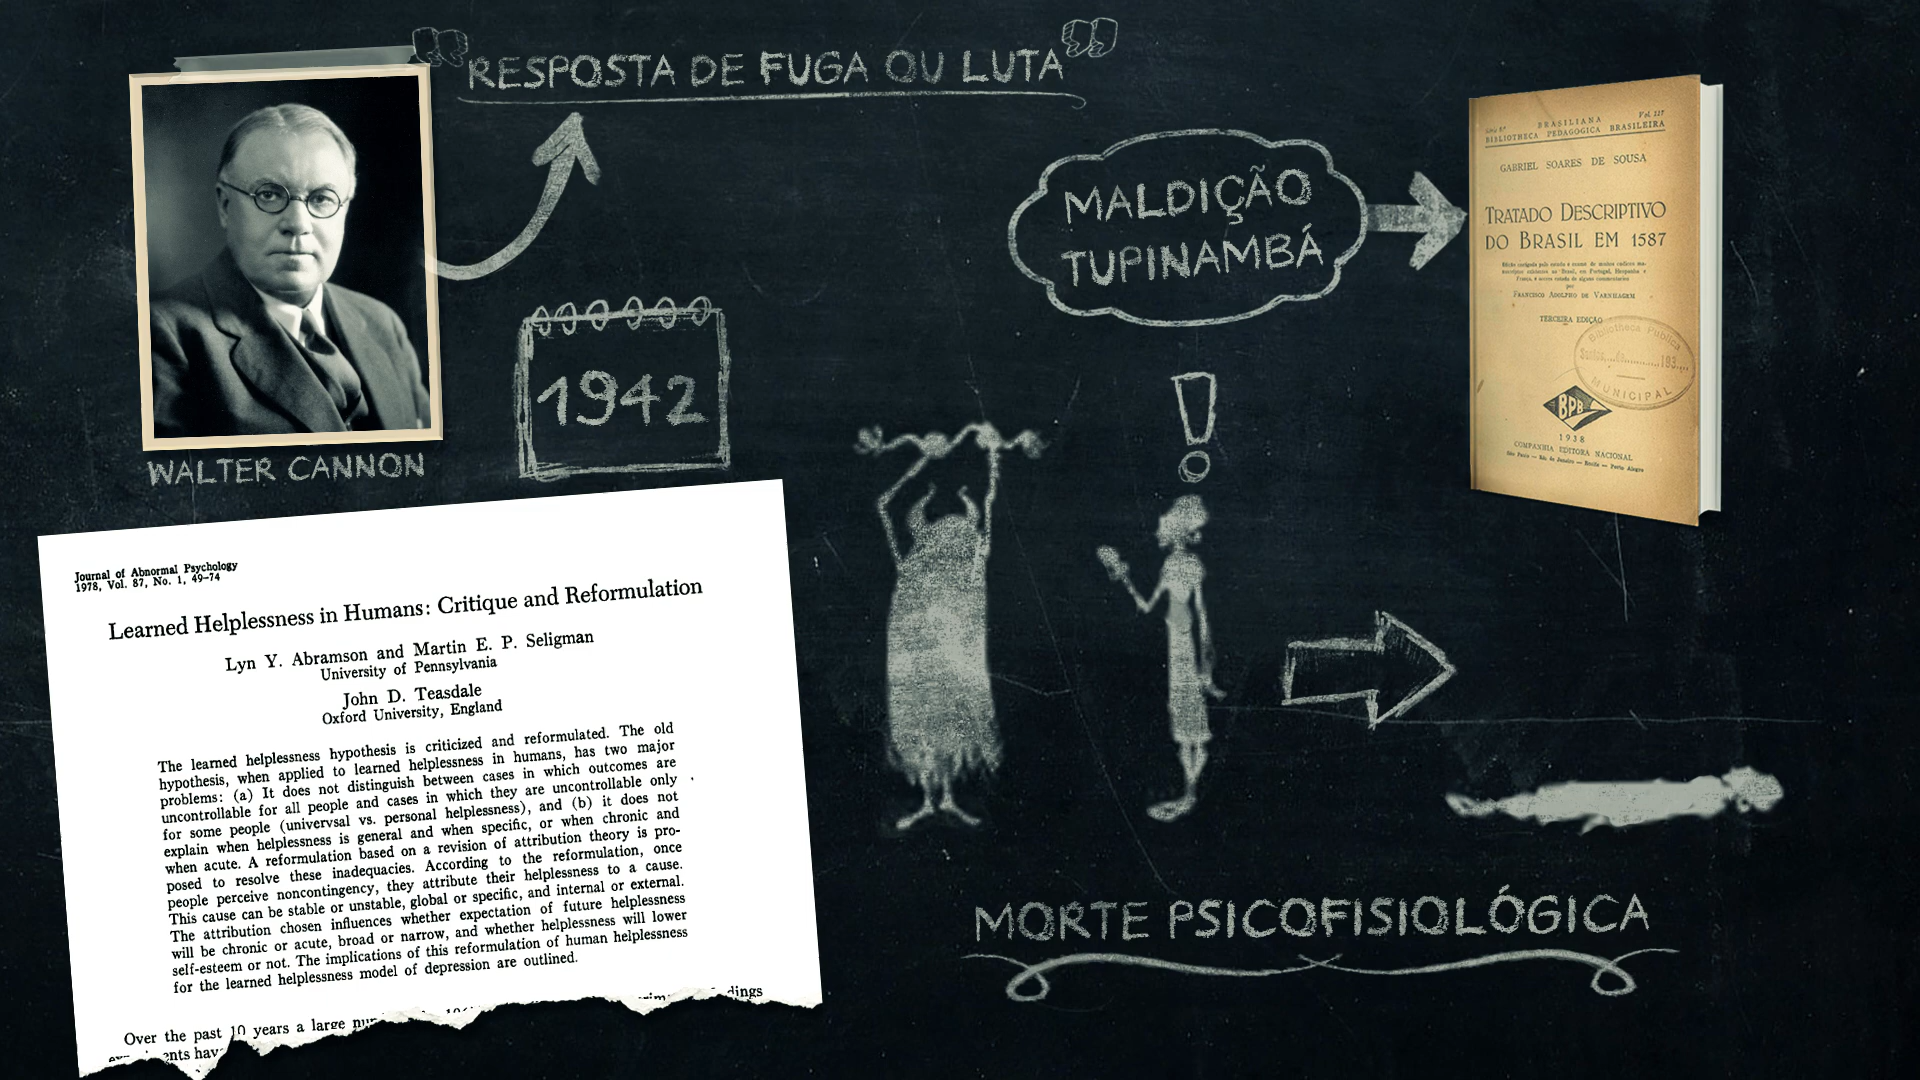 "RESPOSTA DE FUGA OU LUTA"
WALTER CANNON
1942
MALDIÇÃO
TUPINAMBÁ
Série 5ª BRASILIANA Vol. 117
BIBLIOTHECA PEDAGOGICA BRASILEIRA
GABRIEL SOARES DE SOUSA
TRATADO DESCRIPTIVO
DO BRASIL EM 1587
por
FRANCISCO ADOLPHO DE VARNHAGEM
TERCEIRA EDIÇÃO
Bibliotheca Publica
MUNICIPAL
BPB
1938
COMPANHIA EDITORA NACIONAL
São Paulo — Rio de Janeiro — Recife — Porto Alegre
!
Journal of Abnormal Psychology
1978, Vol. 87, No. 1, 49-74
Learned Helplessness in Humans: Critique and Reformulation
Lyn Y. Abramson and Martin E. P. Seligman
University of Pennsylvania
John D. Teasdale
Oxford University, England
The learned helplessness hypothesis is criticized and reformulated. The old
hypothesis, when applied to learned helplessness in humans, has two major
problems: (a) It does not distinguish between cases in which outcomes are
uncontrollable for all people and cases in which they are uncontrollable only
for some people (univervsal vs. personal helplessness), and (b) it does not
explain when helplessness is general and when specific, or when chronic and
when acute. A reformulation based on a revision of attribution theory is pro-
posed to resolve these inadequacies. According to the reformulation, once
people perceive noncontingency, they attribute their helplessness to a cause.
This cause can be stable or unstable, global or specific, and internal or external.
The attribution chosen influences whether expectation of future helplessness
will be chronic or acute, broad or narrow, and whether helplessness will lower
self-esteem or not. The implications of this reformulation of human helplessness
for the learned helplessness model of depression are outlined.
Over the past 10 years a large
MORTE PSICOFISIOLÓGICA